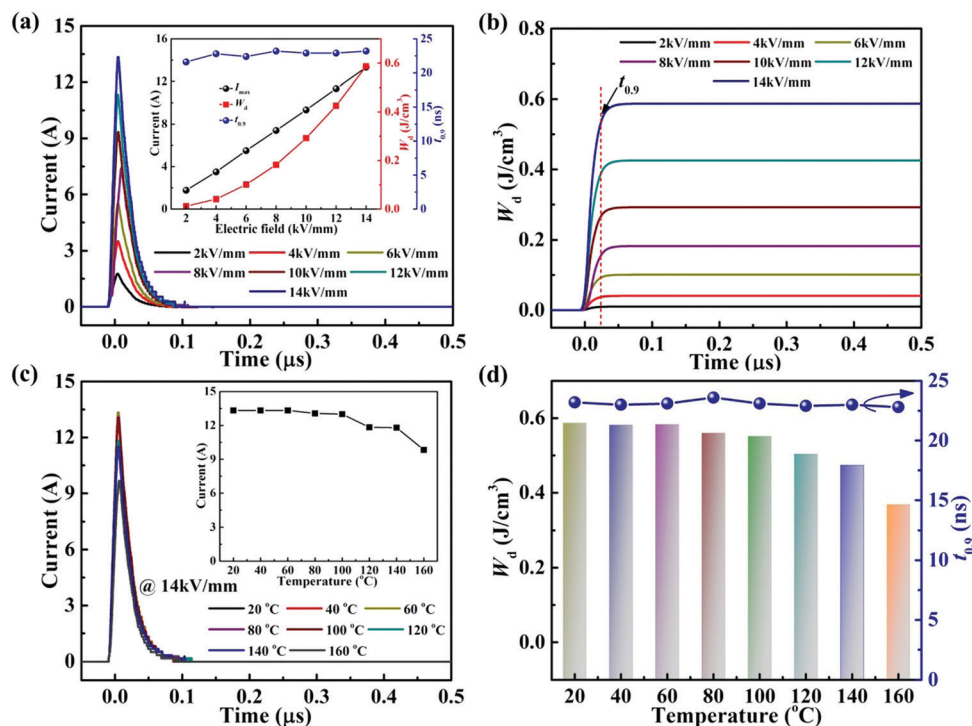 (a)
15
12
9
6
3
0
Current (A)
0.0 0.1 0.2 0.3 0.4 0.5
Time (μs)
16
12
8
4
0
Current (A)
2 4 6 8 10 12 14
Electric field (kV/mm)
I_max
W_d
t_0.9
0.6
0.4
0.2
0.0
W_d (J/cm³)
25
20
15
10
5
0
t_0.9 (ns)
2kV/mm 4kV/mm 6kV/mm
8kV/mm 10kV/mm 12kV/mm
14kV/mm
(b)
2kV/mm 4kV/mm 6kV/mm
8kV/mm 10kV/mm 12kV/mm
14kV/mm
t_0.9
0.8
0.6
0.4
0.2
0.0
W_d (J/cm³)
0.0 0.1 0.2 0.3 0.4 0.5
Time (μs)
(c)
15
12
9
6
3
0
Current (A)
0.0 0.1 0.2 0.3 0.4 0.5
Time (μs)
15
12
9
6
3
0
Current (A)
20 40 60 80 100 120 140 160
Temperature (°C)
@ 14kV/mm
20 °C 40 °C 60 °C
80 °C 100 °C 120 °C
140 °C 160 °C
(d)
0.6
0.4
0.2
0.0
W_d (J/cm³)
25
20
15
10
5
0
t_0.9 (ns)
20 40 60 80 100 120 140 160
Temperature (°C)